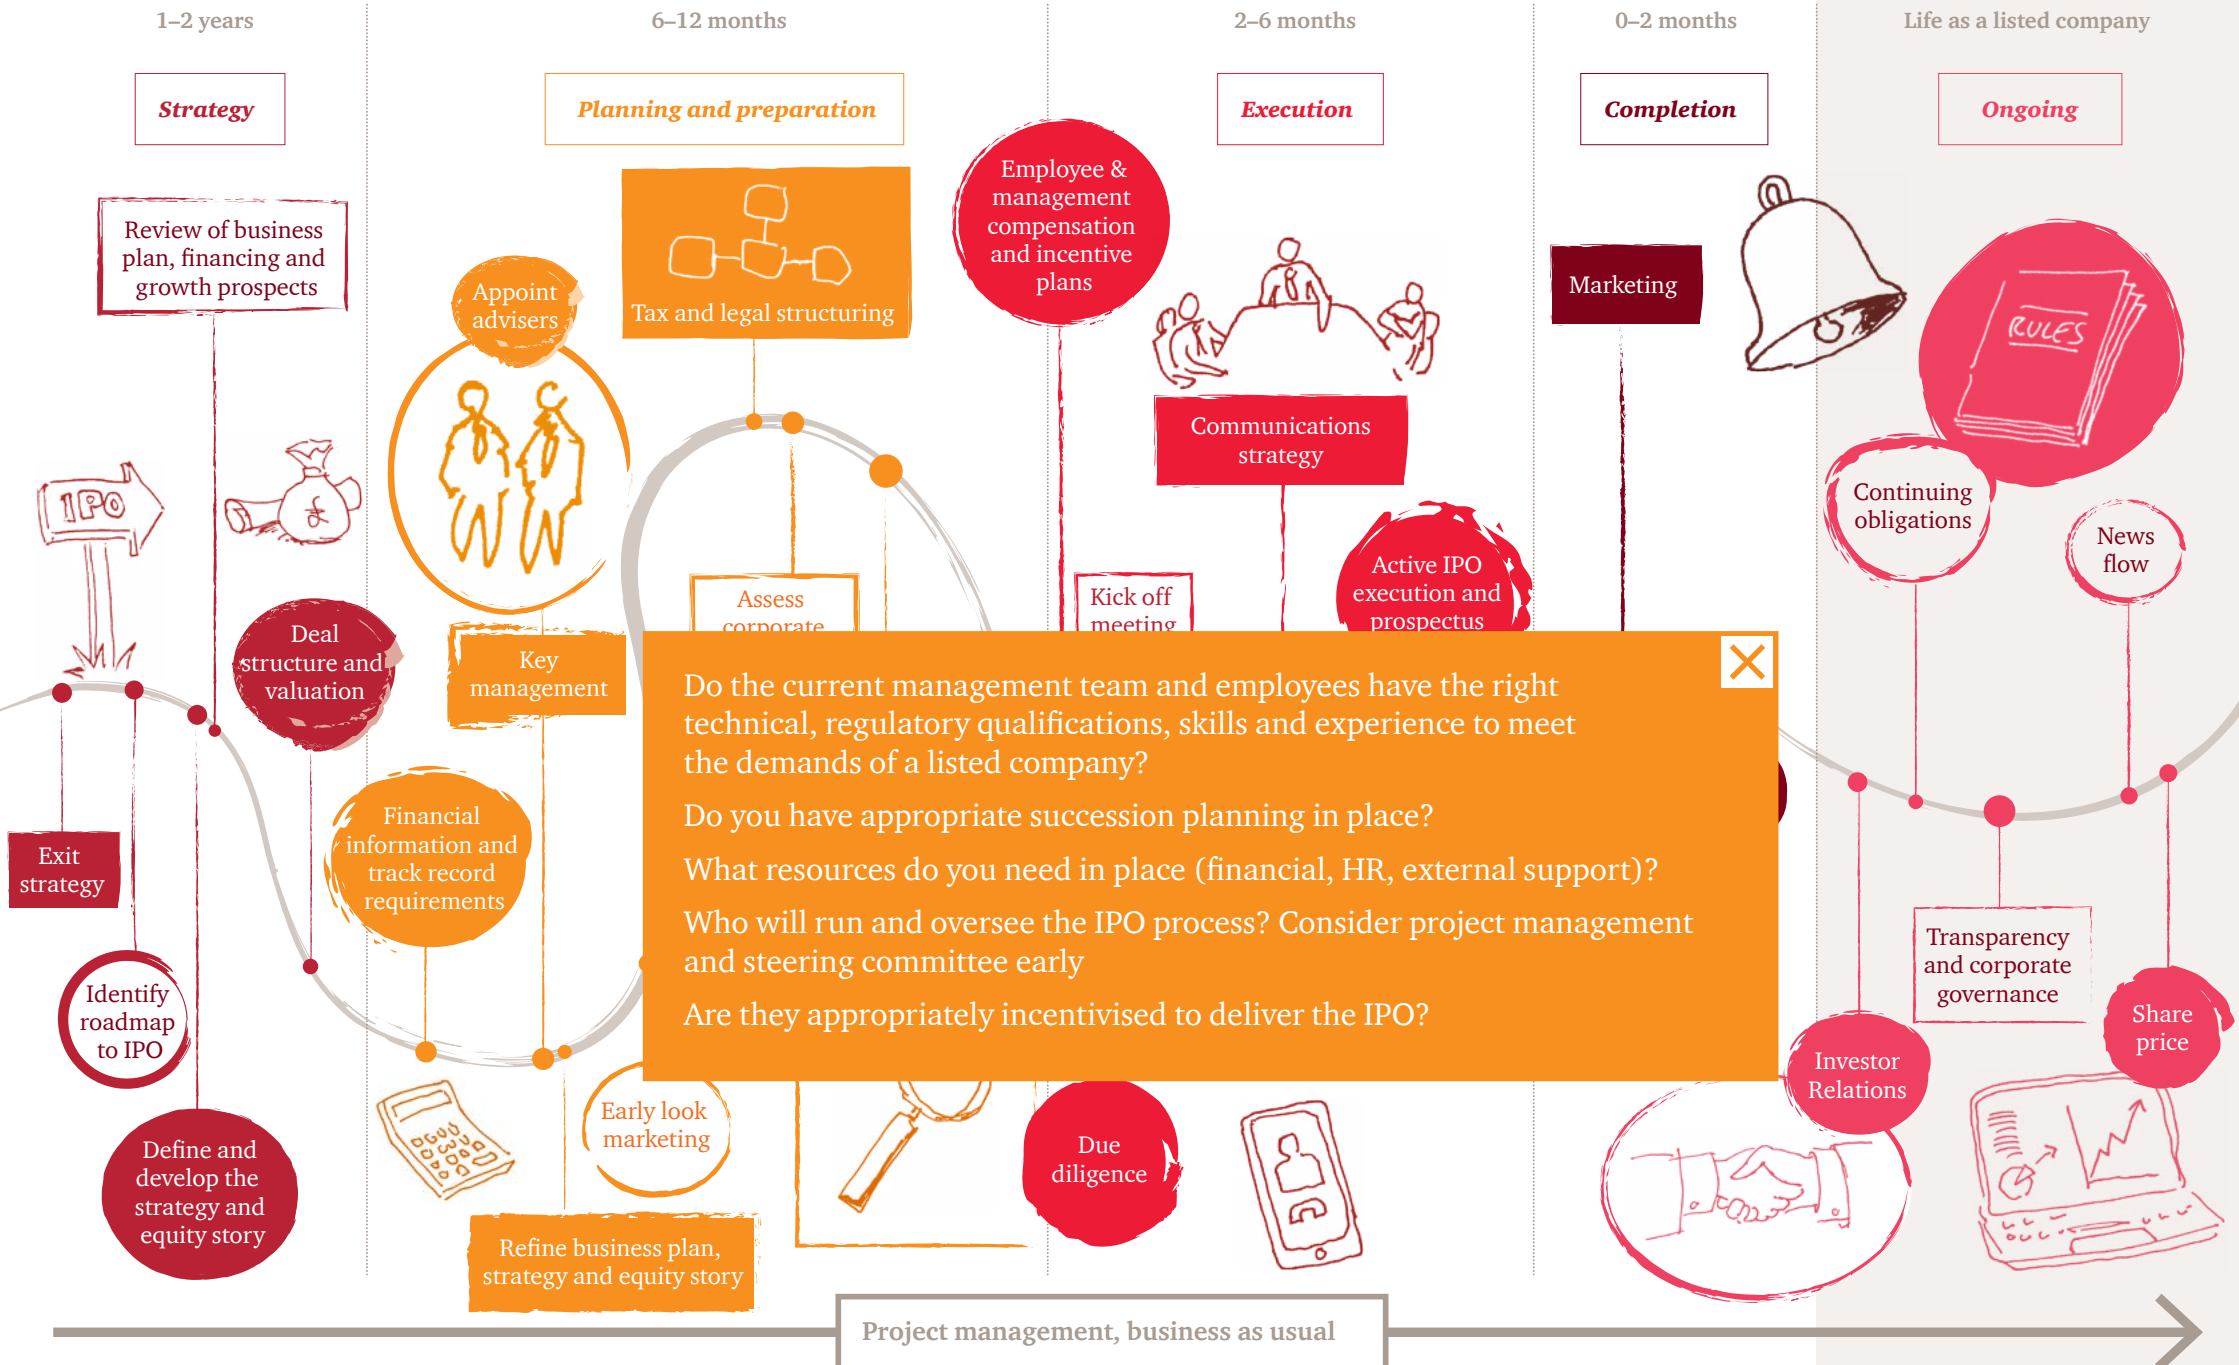 1–2 years
6–12 months
2–6 months
0–2 months
Life as a listed company
Strategy
Planning and preparation
Execution
Completion
Ongoing
Review of business
plan, financing and
growth prospects
IPO
Deal
structure and
valuation
Exit
strategy
Identify
roadmap
to IPO
Define and
develop the
strategy and
equity story
Appoint
advisers
Tax and legal structuring
Key
management
Assess
corporate
Financial
information and
track record
requirements
Early look
marketing
Refine business plan,
strategy and equity story
Employee &
management
compensation
and incentive
plans
Communications
strategy
Kick off
meeting
Active IPO
execution and
prospectus
Due
diligence
Marketing
RULES
Continuing
obligations
News
flow
Transparency
and corporate
governance
Share
price
Investor
Relations
Do the current management team and employees have the right
technical, regulatory qualifications, skills and experience to meet
the demands of a listed company?
Do you have appropriate succession planning in place?
What resources do you need in place (financial, HR, external support)?
Who will run and oversee the IPO process? Consider project management
and steering committee early
Are they appropriately incentivised to deliver the IPO?
Project management, business as usual